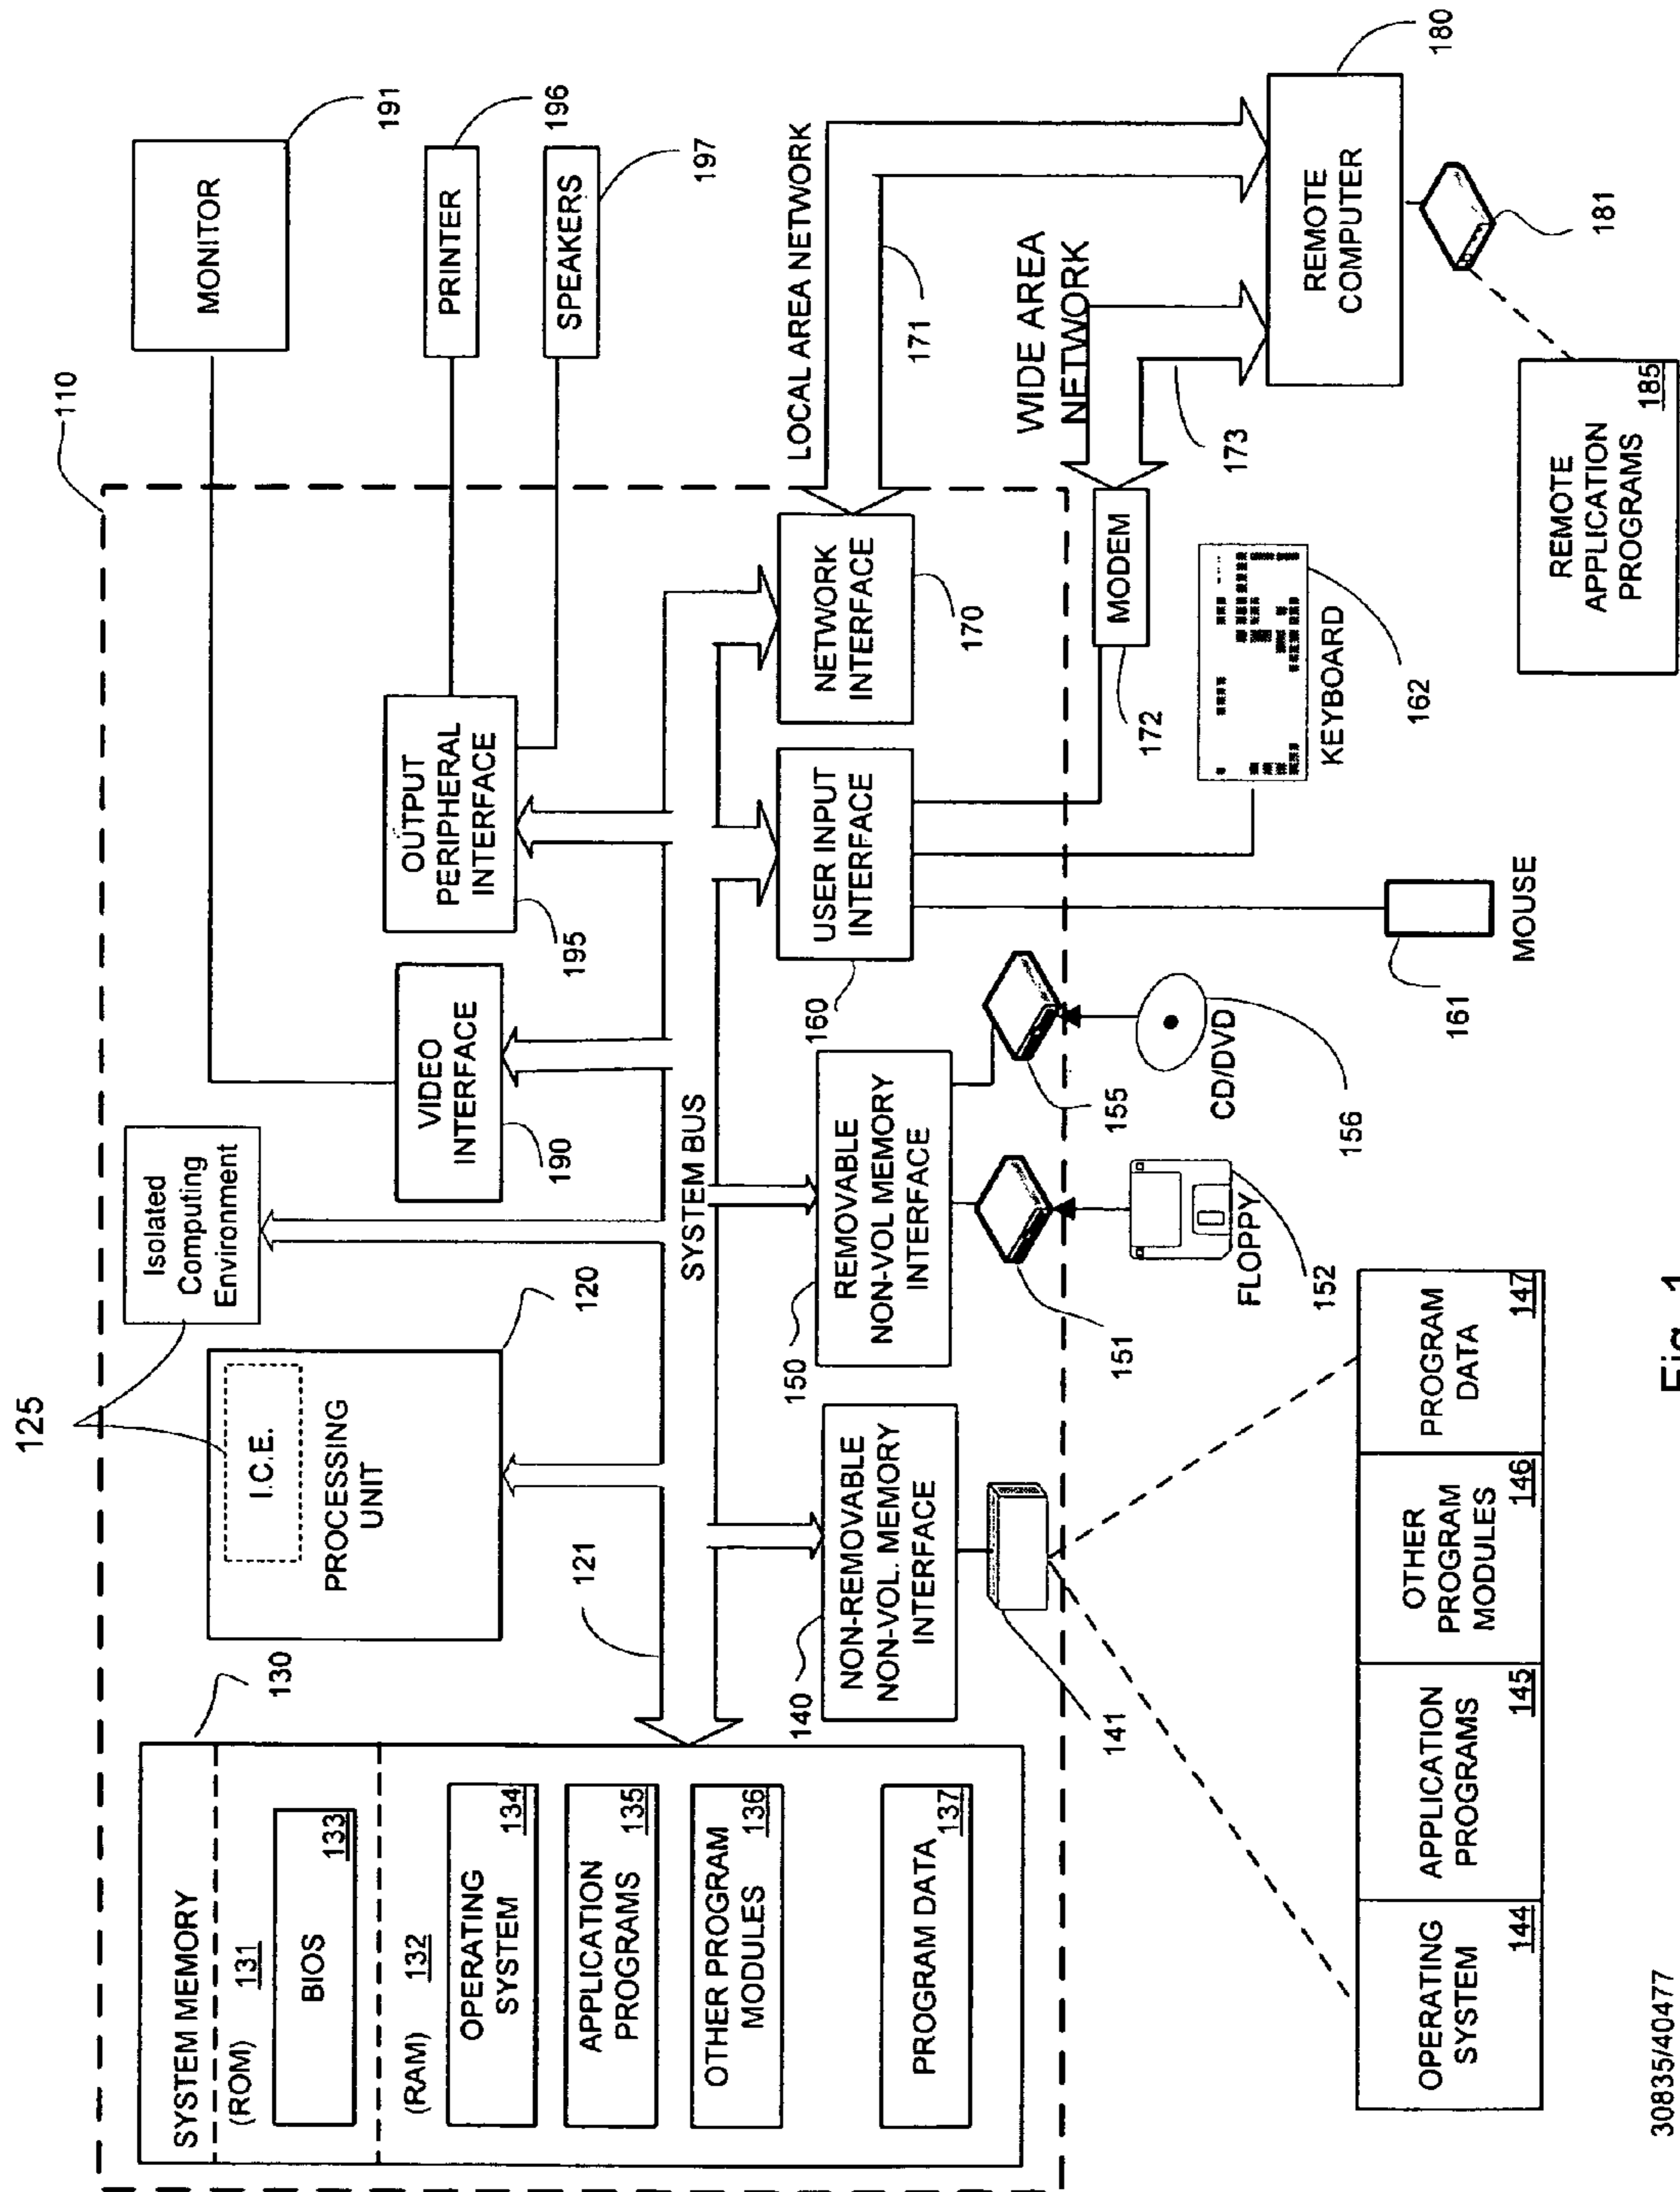 110
125
SYSTEM MEMORY
(ROM) 131
BIOS
133
(RAM) 132
OPERATING
SYSTEM
134
APPLICATION
PROGRAMS
135
OTHER PROGRAM
MODULES
136
PROGRAM DATA
137
130
I.C.E.
PROCESSING
UNIT
120
121
Isolated
Computing
Environment
VIDEO
INTERFACE
190
OUTPUT
PERIPHERAL
INTERFACE
195
MONITOR
191
PRINTER
196
SPEAKERS
197
SYSTEM BUS
NON-REMOVABLE
NON-VOL. MEMORY
INTERFACE
140
141
REMOVABLE
NON-VOL MEMORY
INTERFACE
150
151
155
USER INPUT
INTERFACE
160
NETWORK
INTERFACE
170
LOCAL AREA NETWORK
171
WIDE AREA
NETWORK
173
MODEM
172
FLOPPY
152
CD/DVD
156
MOUSE
161
KEYBOARD
162
REMOTE
COMPUTER
180
181
REMOTE
APPLICATION
PROGRAMS
185
OPERATING
SYSTEM
144
APPLICATION
PROGRAMS
145
OTHER
PROGRAM
MODULES
146
PROGRAM
DATA
147
30835/40477
Fig. 1